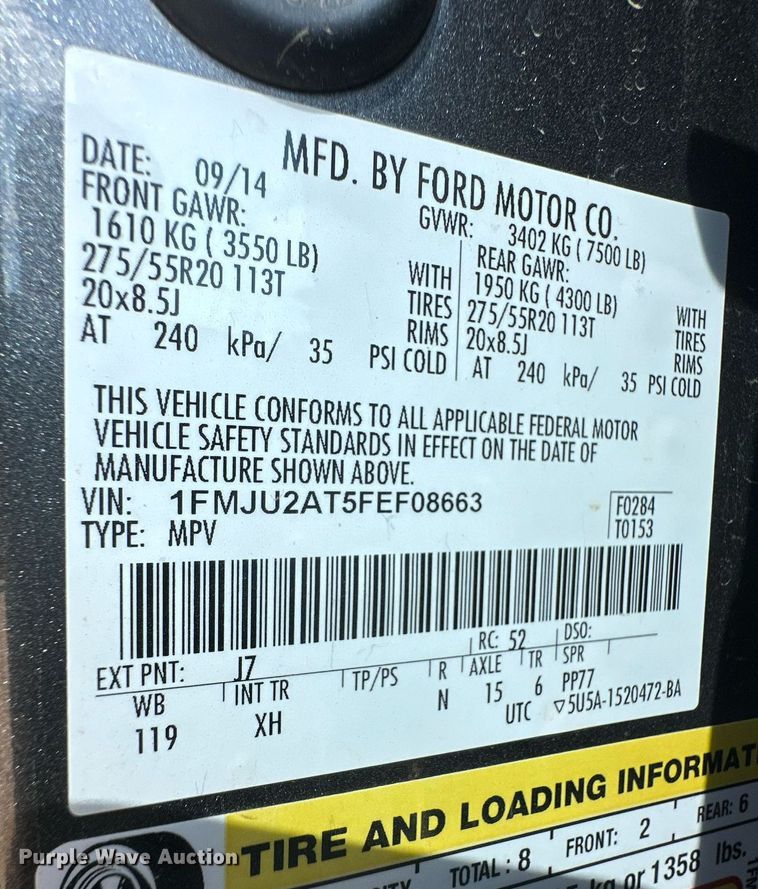 MFD. BY FORD MOTOR CO.
DATE: 09/14 GVWR: 3402 KG ( 7500 LB)
FRONT GAWR: REAR GAWR:
1610 KG ( 3550 LB) WITH 1950 KG ( 4300 LB) WITH
275/55R20 113T TIRES 275/55R20 113T TIRES
20x8.5J RIMS 20x8.5J RIMS
AT 240 kPa/ 35 PSI COLD AT 240 kPa/ 35 PSI COLD
THIS VEHICLE CONFORMS TO ALL APPLICABLE FEDERAL MOTOR
VEHICLE SAFETY STANDARDS IN EFFECT ON THE DATE OF
MANUFACTURE SHOWN ABOVE.
VIN: 1FMJU2AT5FEF08663 F0284
TYPE: MPV T0153
EXT PNT: J7 RC: 52 DSO:
WB INT TR TP/PS R AXLE TR SPR
119 XH N 15 6 PP77
UTC ▽5U5A-1520472-BA
TIRE AND LOADING INFORMAT
TOTAL : 8 FRONT: 2 REAR: 6
kg or 1358 lbs.
Purple Wave Auction